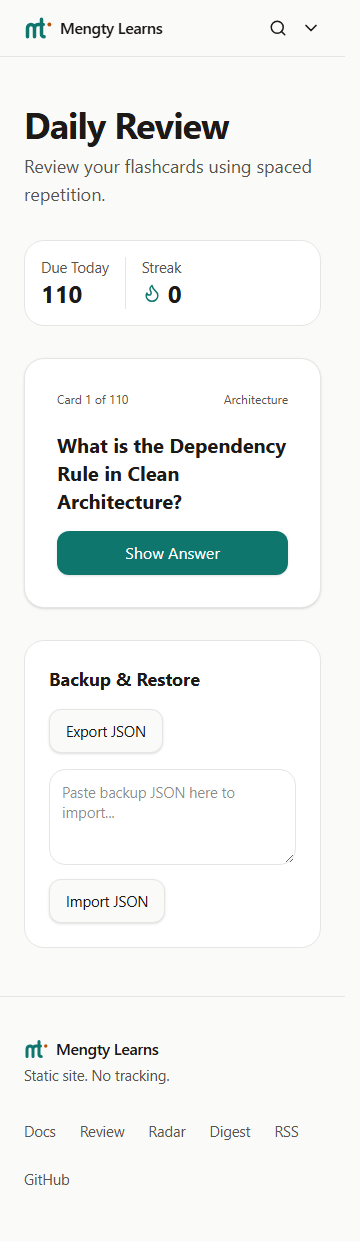 mt
Mengty Learns
Daily Review
Review your flashcards using spaced
repetition.
Due Today
110
Streak
0
Card 1 of 110
Architecture
What is the Dependency
Rule in Clean
Architecture?
Show Answer
Backup & Restore
Export JSON
Paste backup JSON here to
import...
Import JSON
mt
Mengty Learns
Static site. No tracking.
Docs
Review
Radar
Digest
RSS
GitHub